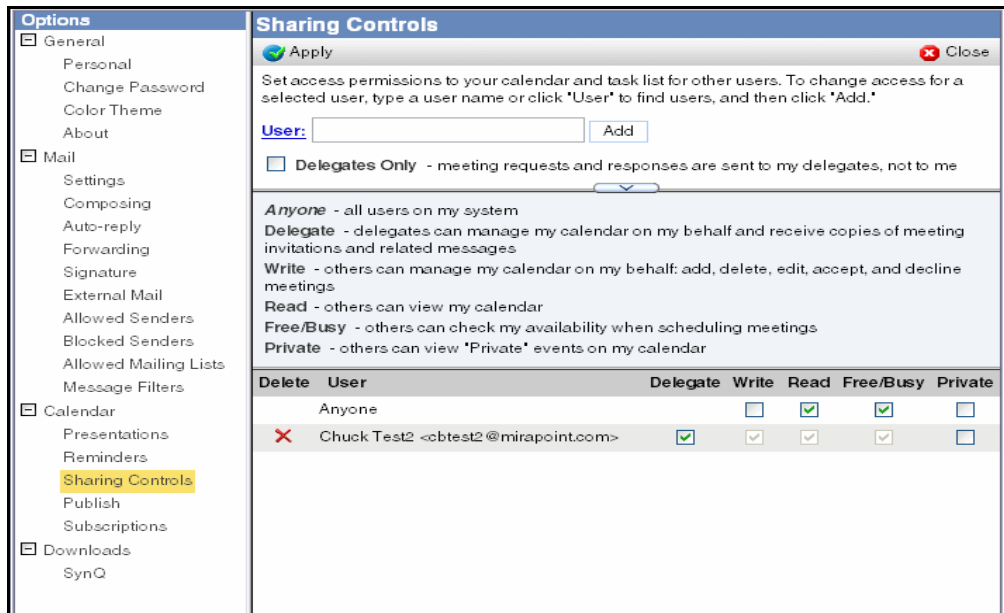 Options
General
Personal
Change Password
Color Theme
About
Mail
Settings
Composing
Auto-reply
Forwarding
Signature
External Mail
Allowed Senders
Blocked Senders
Allowed Mailing Lists
Message Filters
Calendar
Presentations
Reminders
Sharing Controls
Publish
Subscriptions
Downloads
SynQ
Sharing Controls
Apply Close
Set access permissions to your calendar and task list for other users. To change access for a
selected user, type a user name or click "User" to find users, and then click "Add."
User: Add
Delegates Only - meeting requests and responses are sent to my delegates, not to me
Anyone - all users on my system
Delegate - delegates can manage my calendar on my behalf and receive copies of meeting
invitations and related messages
Write - others can manage my calendar on my behalf: add, delete, edit, accept, and decline
meetings
Read - others can view my calendar
Free/Busy - others can check my availability when scheduling meetings
Private - others can view "Private" events on my calendar
Delete User Delegate Write Read Free/Busy Private
Anyone
Chuck Test2 <cbtest2@mirapoint.com>